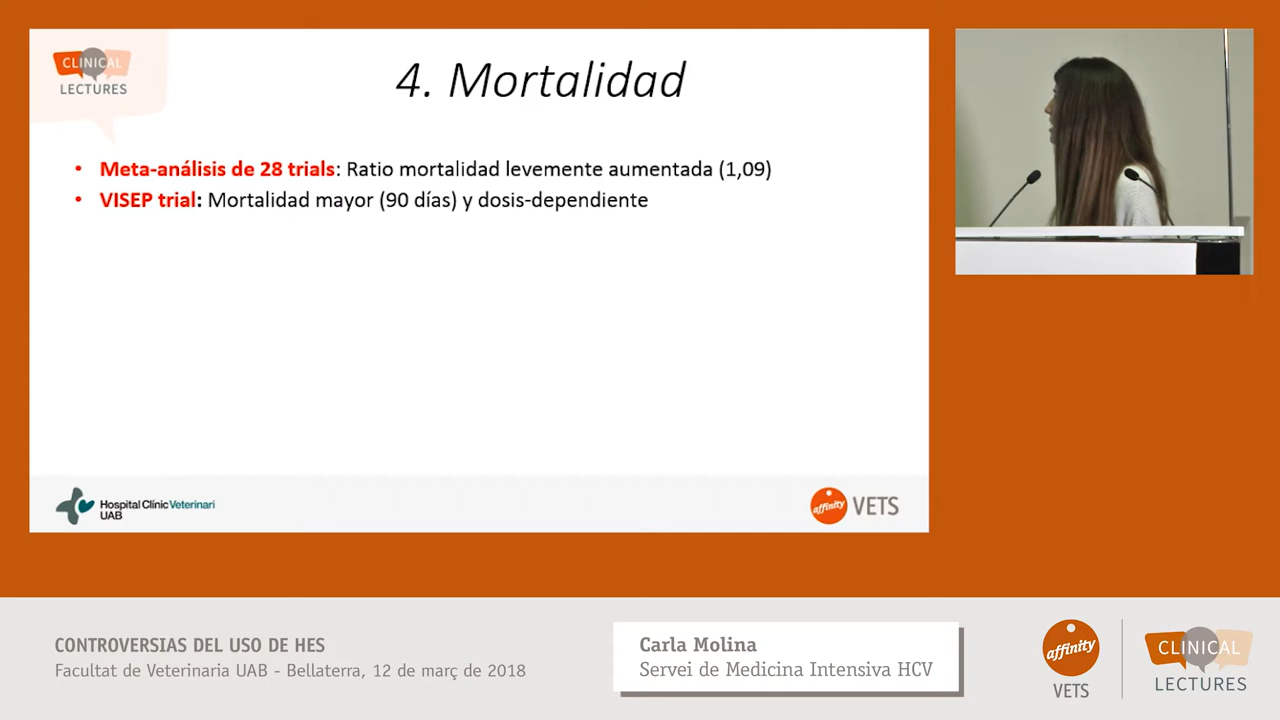 CLINICAL
LECTURES
4. Mortalidad
• Meta-análisis de 28 trials: Ratio mortalidad levemente aumentada (1,09)
• VISEP trial: Mortalidad mayor (90 días) y dosis-dependiente
Hospital Clínic Veterinari
UAB
affinity VETS
CONTROVERSIAS DEL USO DE HES
Facultat de Veterinaria UAB - Bellaterra, 12 de març de 2018
Carla Molina
Servei de Medicina Intensiva HCV
affinity
VETS
CLINICAL
LECTURES